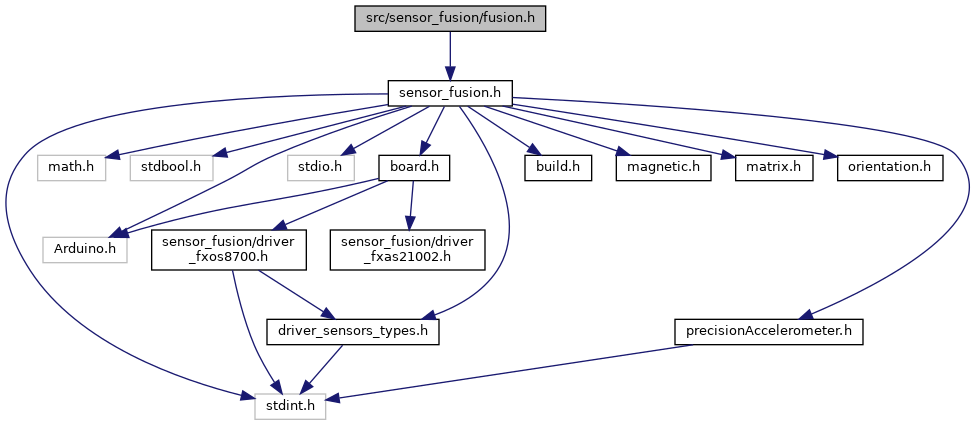 src/sensor_fusion/fusion.h
sensor_fusion.h
math.h
stdbool.h
stdio.h
board.h
build.h
magnetic.h
matrix.h
orientation.h
Arduino.h
sensor_fusion/driver
_fxos8700.h
sensor_fusion/driver
_fxas21002.h
driver_sensors_types.h
precisionAccelerometer.h
stdint.h